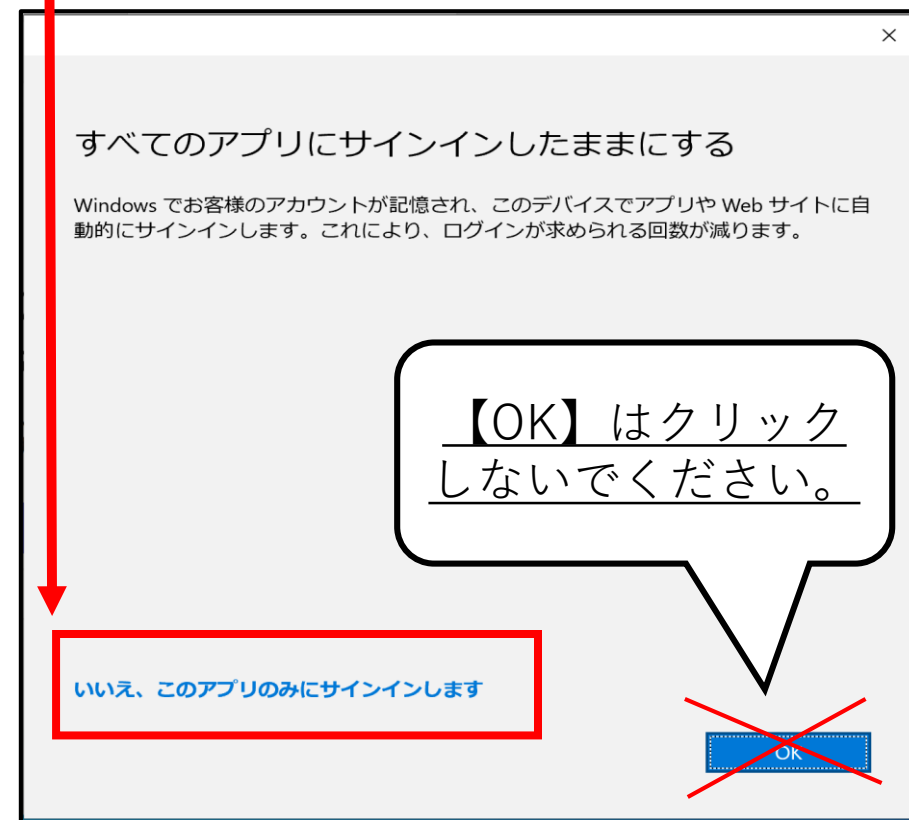 すべてのアプリにサインインしたままにする
Windows でお客様のアカウントが記憶され、このデバイスでアプリや Web サイトに自
動的にサインインします。これにより、ログインが求められる回数が減ります。
【OK】はクリック
しないでください。
いいえ、このアプリのみにサインインします
OK